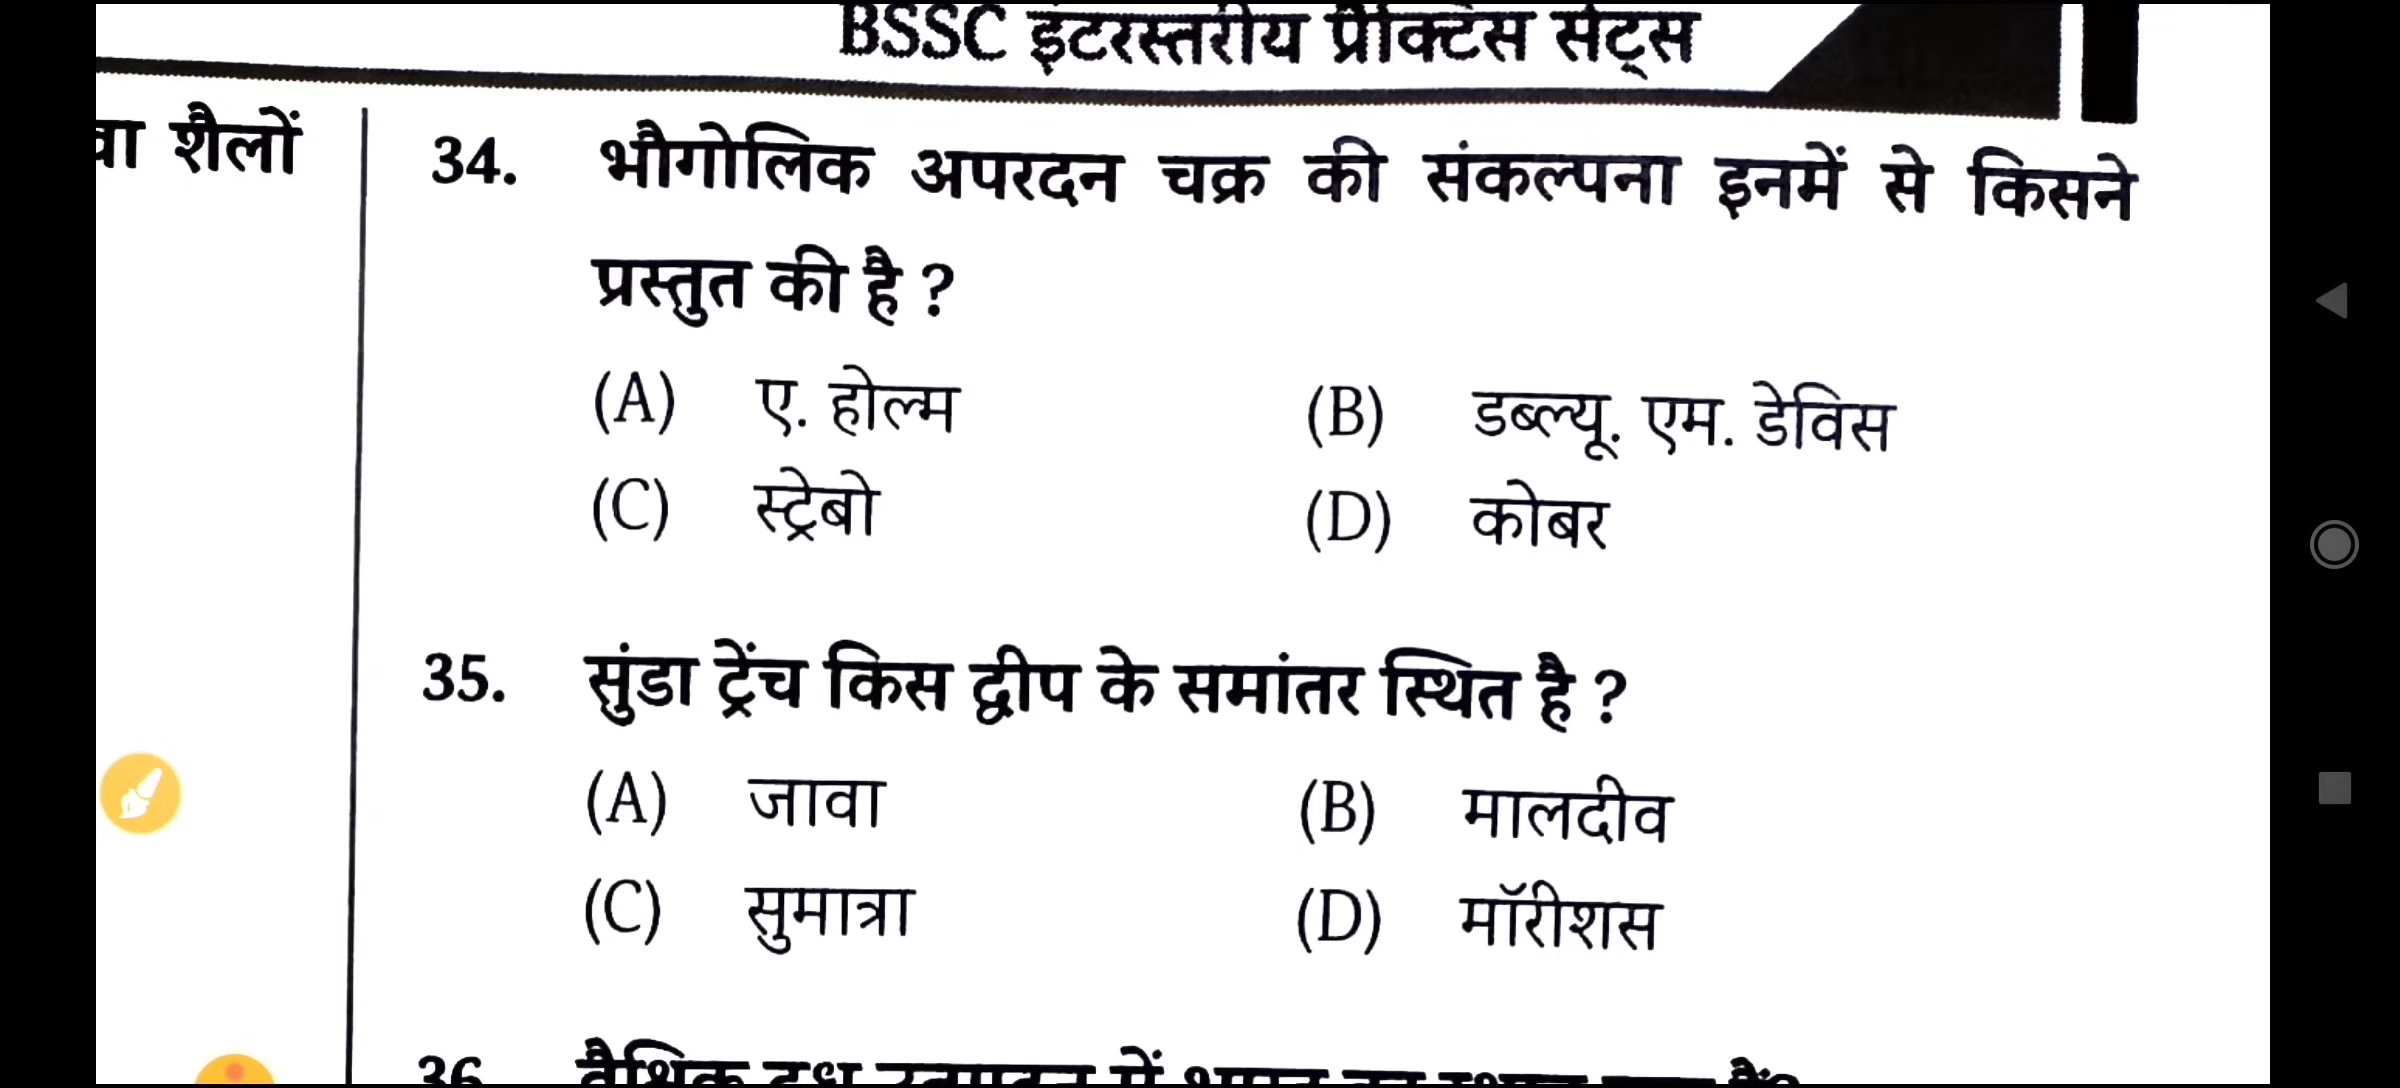 BSSC इंटरस्तरीय प्रैक्टिस सेट्स
वा शैलों
34. भौगोलिक अपरदन चक्र की संकल्पना इनमें से किसने
प्रस्तुत की है ?
(A) ए. होल्म (B) डब्ल्यू. एम. डेविस
(C) स्ट्रेबो (D) कोबर
35. सुंडा ट्रेंच किस द्वीप के समांतर स्थित है ?
(A) जावा (B) मालदीव
(C) सुमात्रा (D) मॉरीशस
36